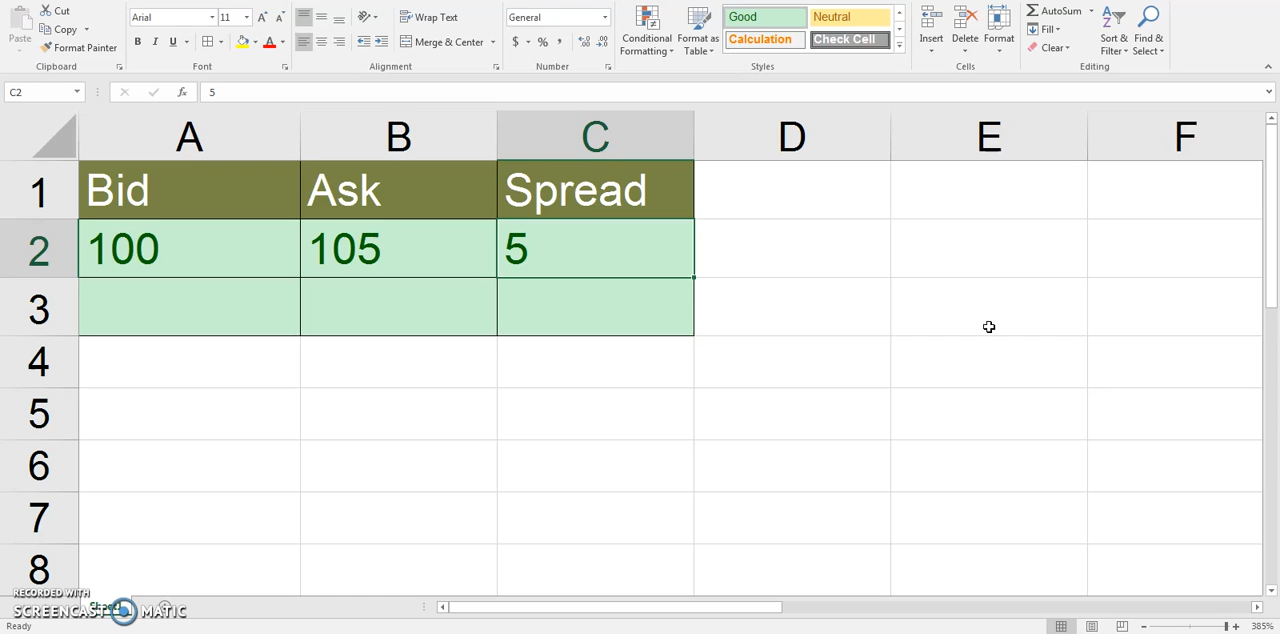 Cut
Copy
Format Painter
Paste
Clipboard
Arial
11
B I U
Font
Wrap Text
Merge & Center
Alignment
General
$ % ,
Number
Conditional Formatting
Format as Table
Good
Neutral
Calculation
Check Cell
Styles
Insert
Delete
Format
Cells
AutoSum
Fill
Clear
Sort & Filter
Find & Select
Editing
C2
fx
5
A B C D E F
1 Bid Ask Spread
2 100 105 5
3
4
5
6
7
8
RECORDED WITH
SCREENCAST MATIC
Ready
385%